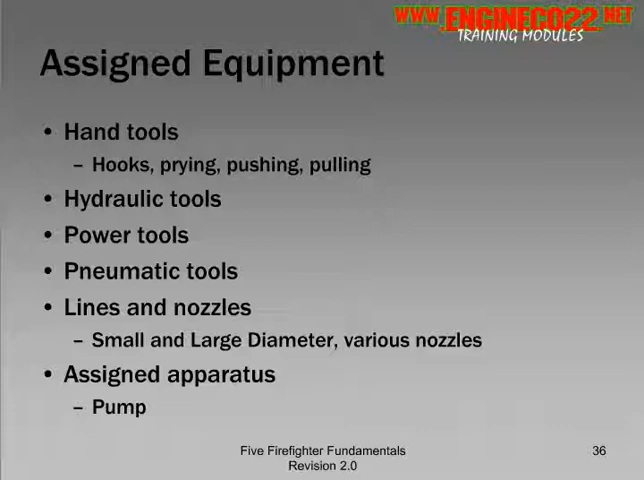 WWW.ENGINECO22.NET
TRAINING MODULES
Assigned Equipment
• Hand tools
– Hooks, prying, pushing, pulling
• Hydraulic tools
• Power tools
• Pneumatic tools
• Lines and nozzles
– Small and Large Diameter, various nozzles
• Assigned apparatus
– Pump
Five Firefighter Fundamentals
Revision 2.0
36